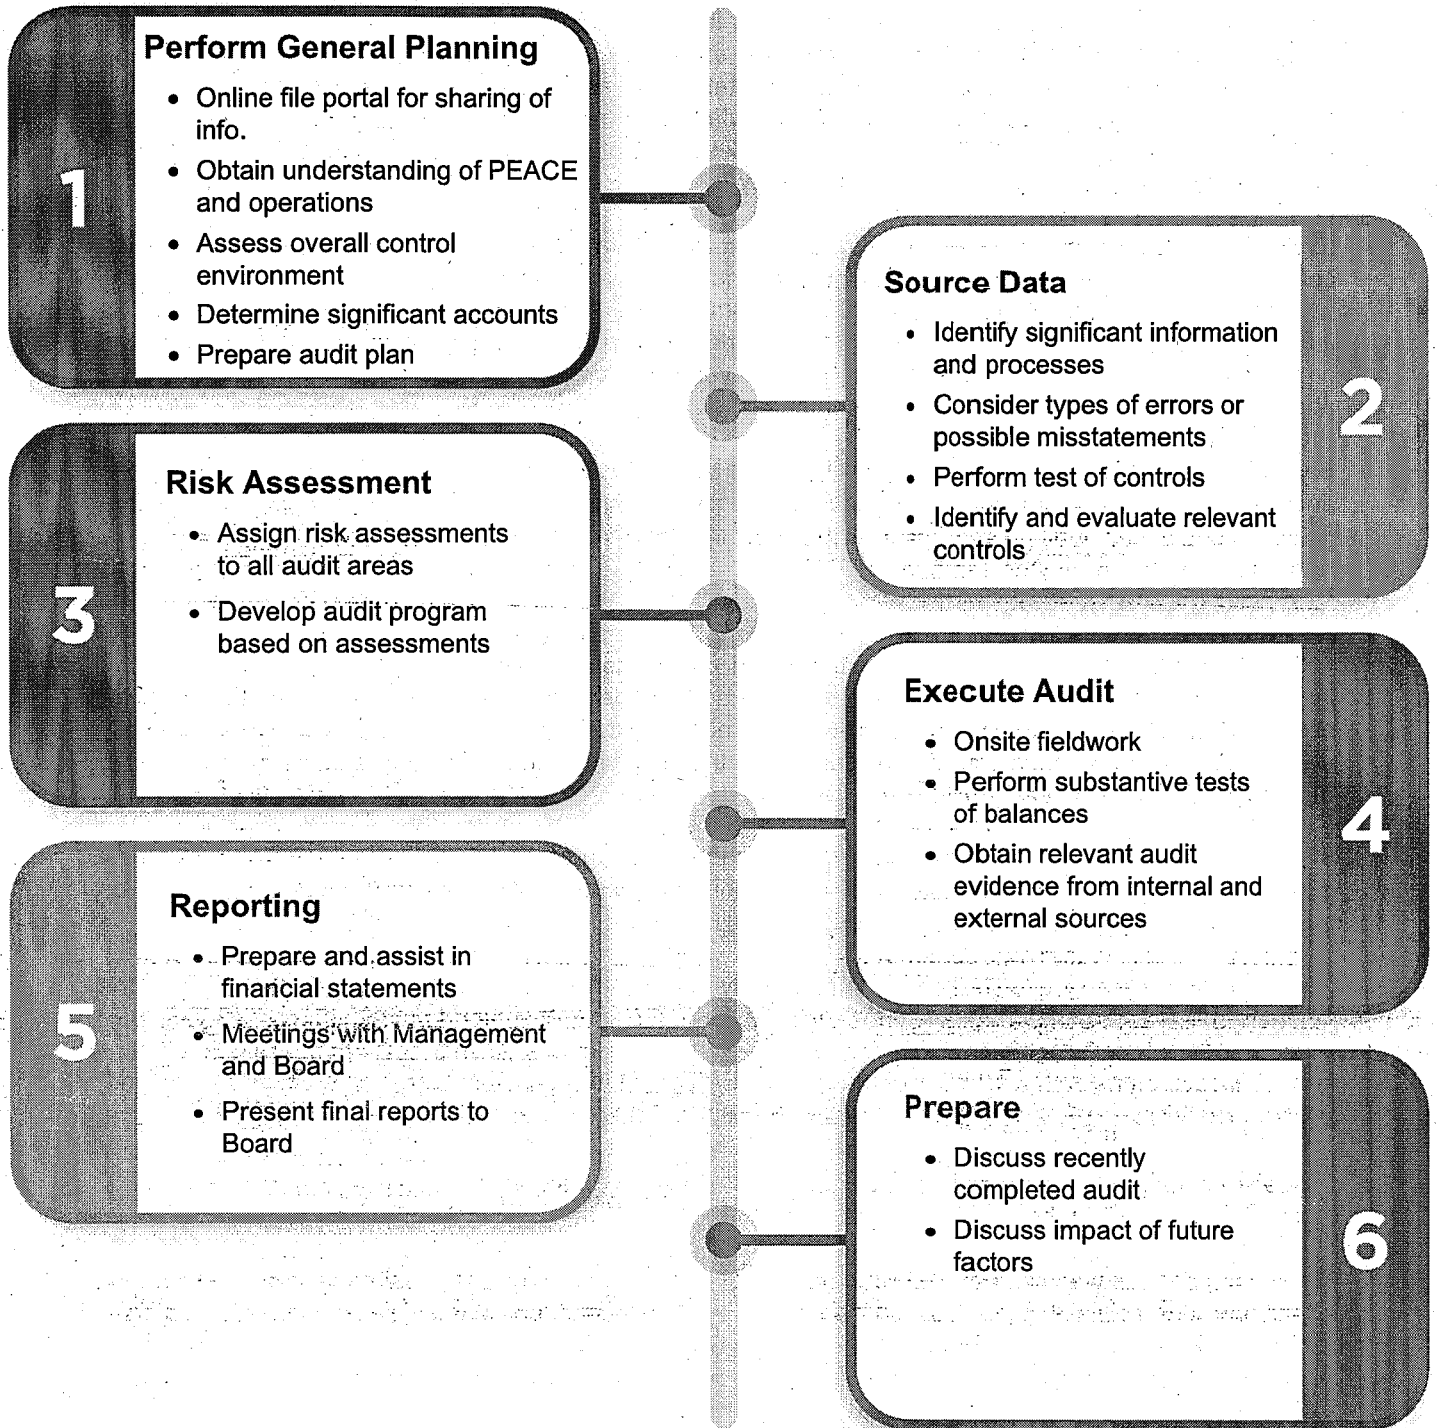 1
Perform General Planning
• Online file portal for sharing of
info.
• Obtain understanding of PEACE
and operations
• Assess overall control
environment
• Determine significant accounts
• Prepare audit plan
2
Source Data
• Identify significant information
and processes
• Consider types of errors or
possible misstatements
• Perform test of controls
• Identify and evaluate relevant
controls
3
Risk Assessment
• Assign risk assessments
to all audit areas
• Develop audit program
based on assessments
4
Execute Audit
• Onsite fieldwork
• Perform substantive tests
of balances
• Obtain relevant audit
evidence from internal and
external sources
5
Reporting
• Prepare and assist in
financial statements
• Meetings with Management
and Board
• Present final reports to
Board
6
Prepare
• Discuss recently
completed audit
• Discuss impact of future
factors